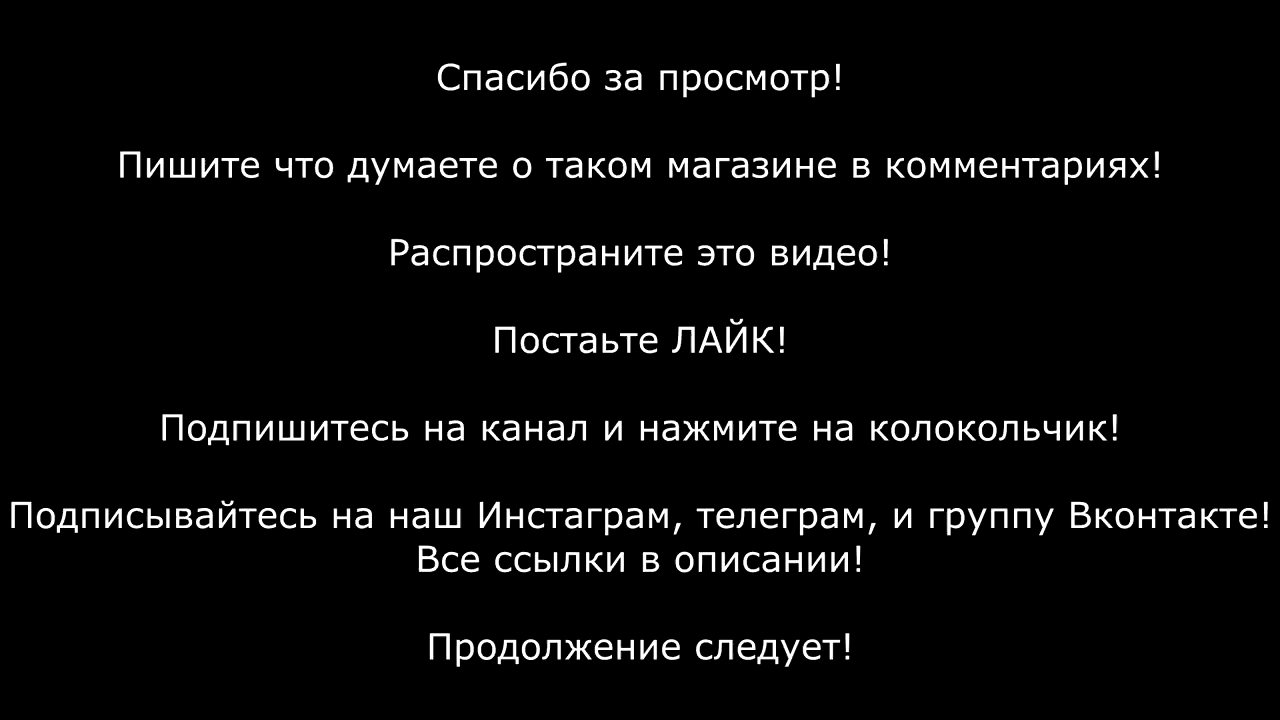 Спасибо за просмотр!
Пишите что думаете о таком магазине в комментариях!
Распространите это видео!
Постаьте ЛАЙК!
Подпишитесь на канал и нажмите на колокольчик!
Подписывайтесь на наш Инстаграм, телеграм, и группу Вконтакте!
Все ссылки в описании!
Продолжение следует!